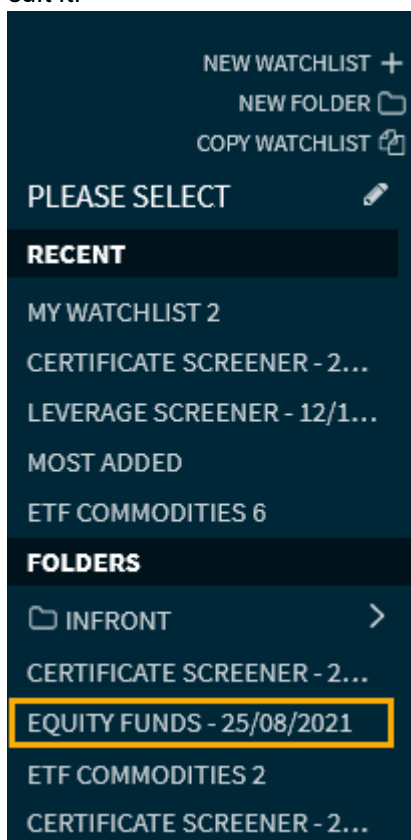 NEW WATCHLIST +
NEW FOLDER
COPY WATCHLIST
PLEASE SELECT
RECENT
MY WATCHLIST 2
CERTIFICATE SCREENER - 2...
LEVERAGE SCREENER - 12/1...
MOST ADDED
ETF COMMODITIES 6
FOLDERS
INFRONT >
CERTIFICATE SCREENER - 2...
EQUITY FUNDS - 25/08/2021
ETF COMMODITIES 2
CERTIFICATE SCREENER - 2...